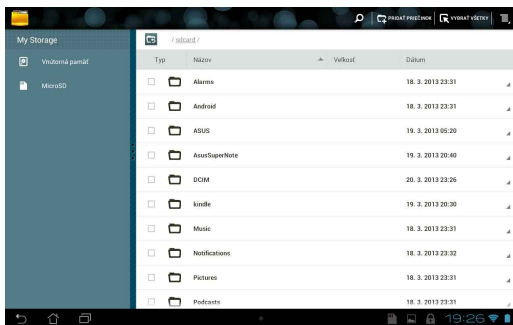 PRIDAŤ PRIEČINOK VYBRAŤ VŠETKY
My Storage
/ sdcard /
Vnútorná pamäť
MicroSD
Typ Názov Veľkosť Dátum
Alarms 18. 3. 2013 23:31
Android 18. 3. 2013 23:31
ASUS 19. 3. 2013 05:20
AsusSuperNote 19. 3. 2013 20:40
DCIM 20. 3. 2013 23:26
kindle 19. 3. 2013 20:30
Music 18. 3. 2013 23:31
Notifications 18. 3. 2013 23:32
Pictures 18. 3. 2013 23:31
Podcasts 18. 3. 2013 23:31
19:26